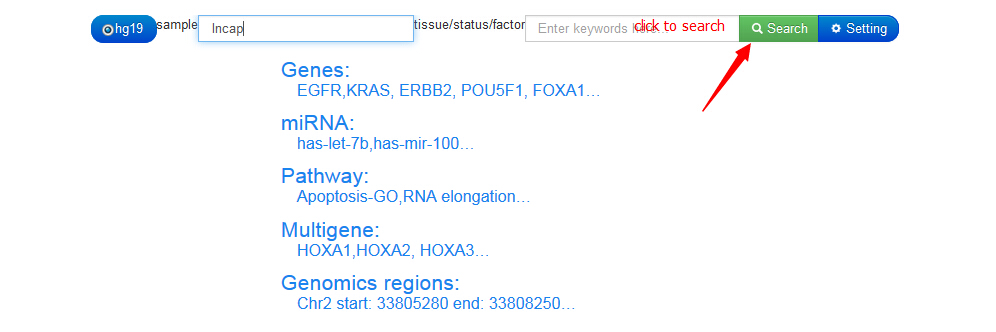 hg19 sample lncap tissue/status/factor Enter keywords here... click to search Search Setting
Genes:
EGFR,KRAS, ERBB2, POU5F1, FOXA1...
miRNA:
has-let-7b,has-mir-100...
Pathway:
Apoptosis-GO,RNA elongation...
Multigene:
HOXA1,HOXA2, HOXA3...
Genomics regions:
Chr2 start: 33805280 end: 33808250...